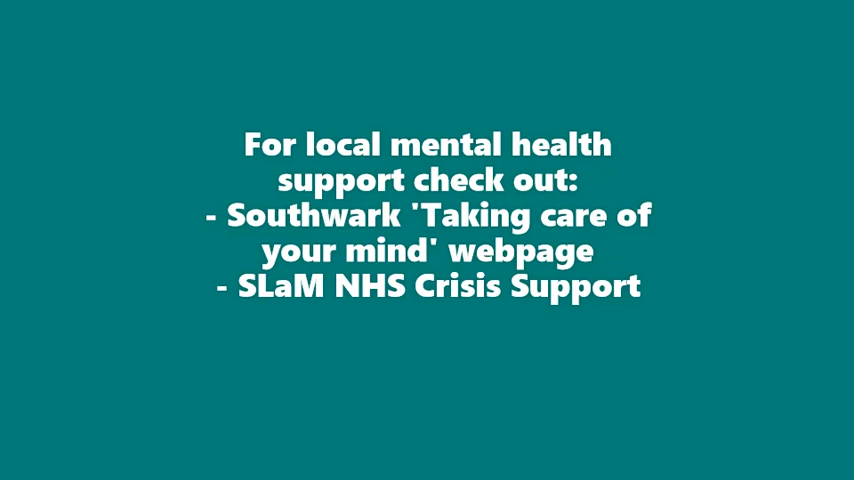 For local mental health
support check out:
- Southwark 'Taking care of
your mind' webpage
- SLaM NHS Crisis Support